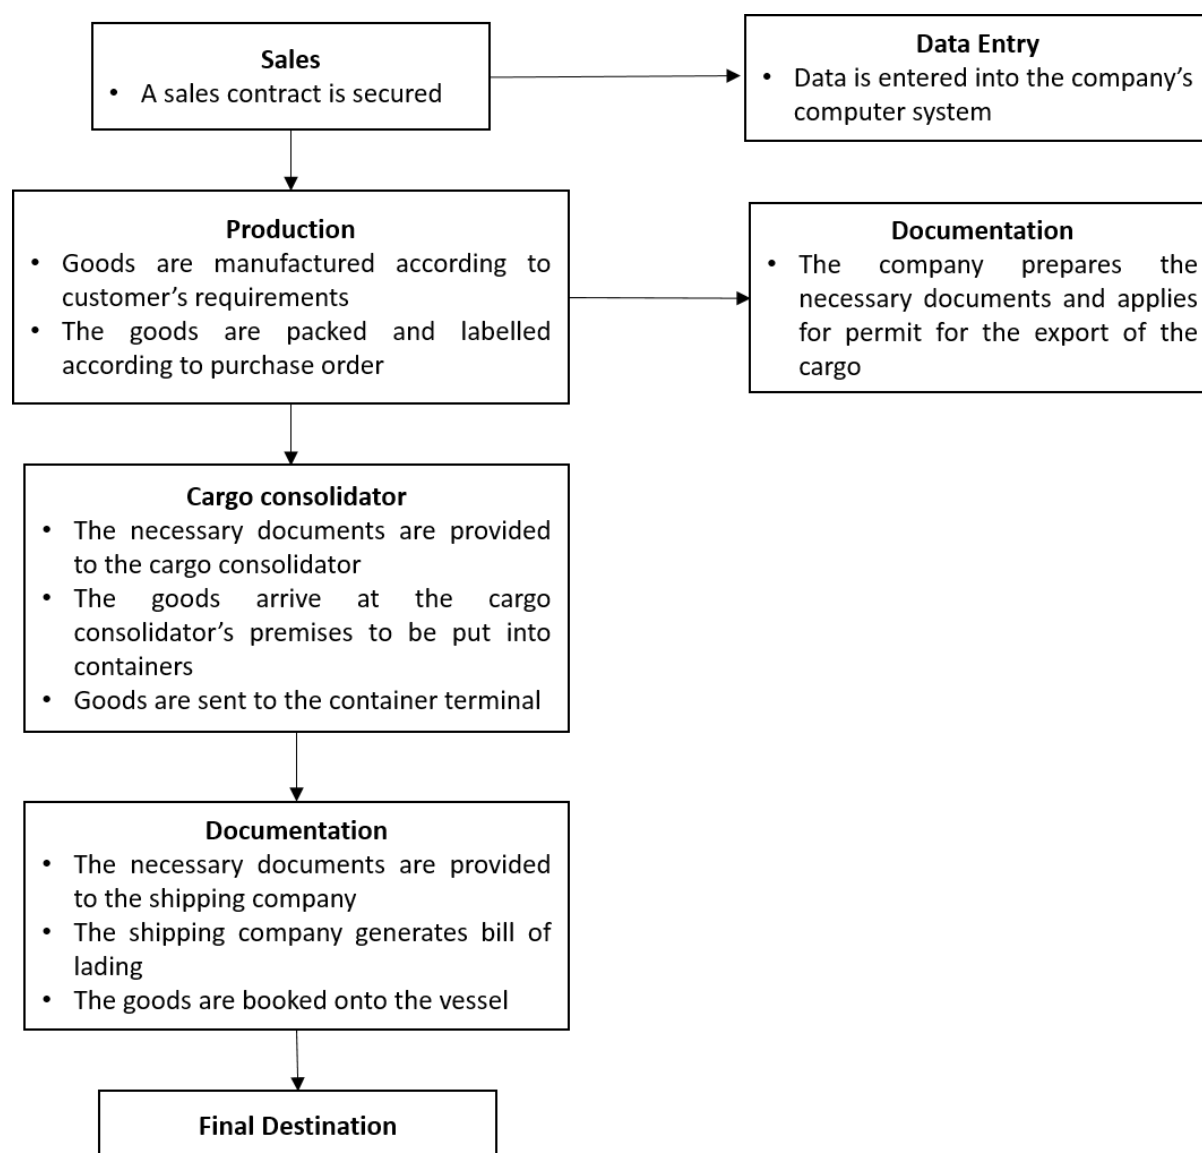 Sales
• A sales contract is secured
Data Entry
• Data is entered into the company’s
computer system
Production
• Goods are manufactured according to
customer’s requirements
• The goods are packed and labelled
according to purchase order
Documentation
• The company prepares the
necessary documents and applies
for permit for the export of the
cargo
Cargo consolidator
• The necessary documents are provided
to the cargo consolidator
• The goods arrive at the cargo
consolidator’s premises to be put into
containers
• Goods are sent to the container terminal
Documentation
• The necessary documents are provided
to the shipping company
• The shipping company generates bill of
lading
• The goods are booked onto the vessel
Final Destination